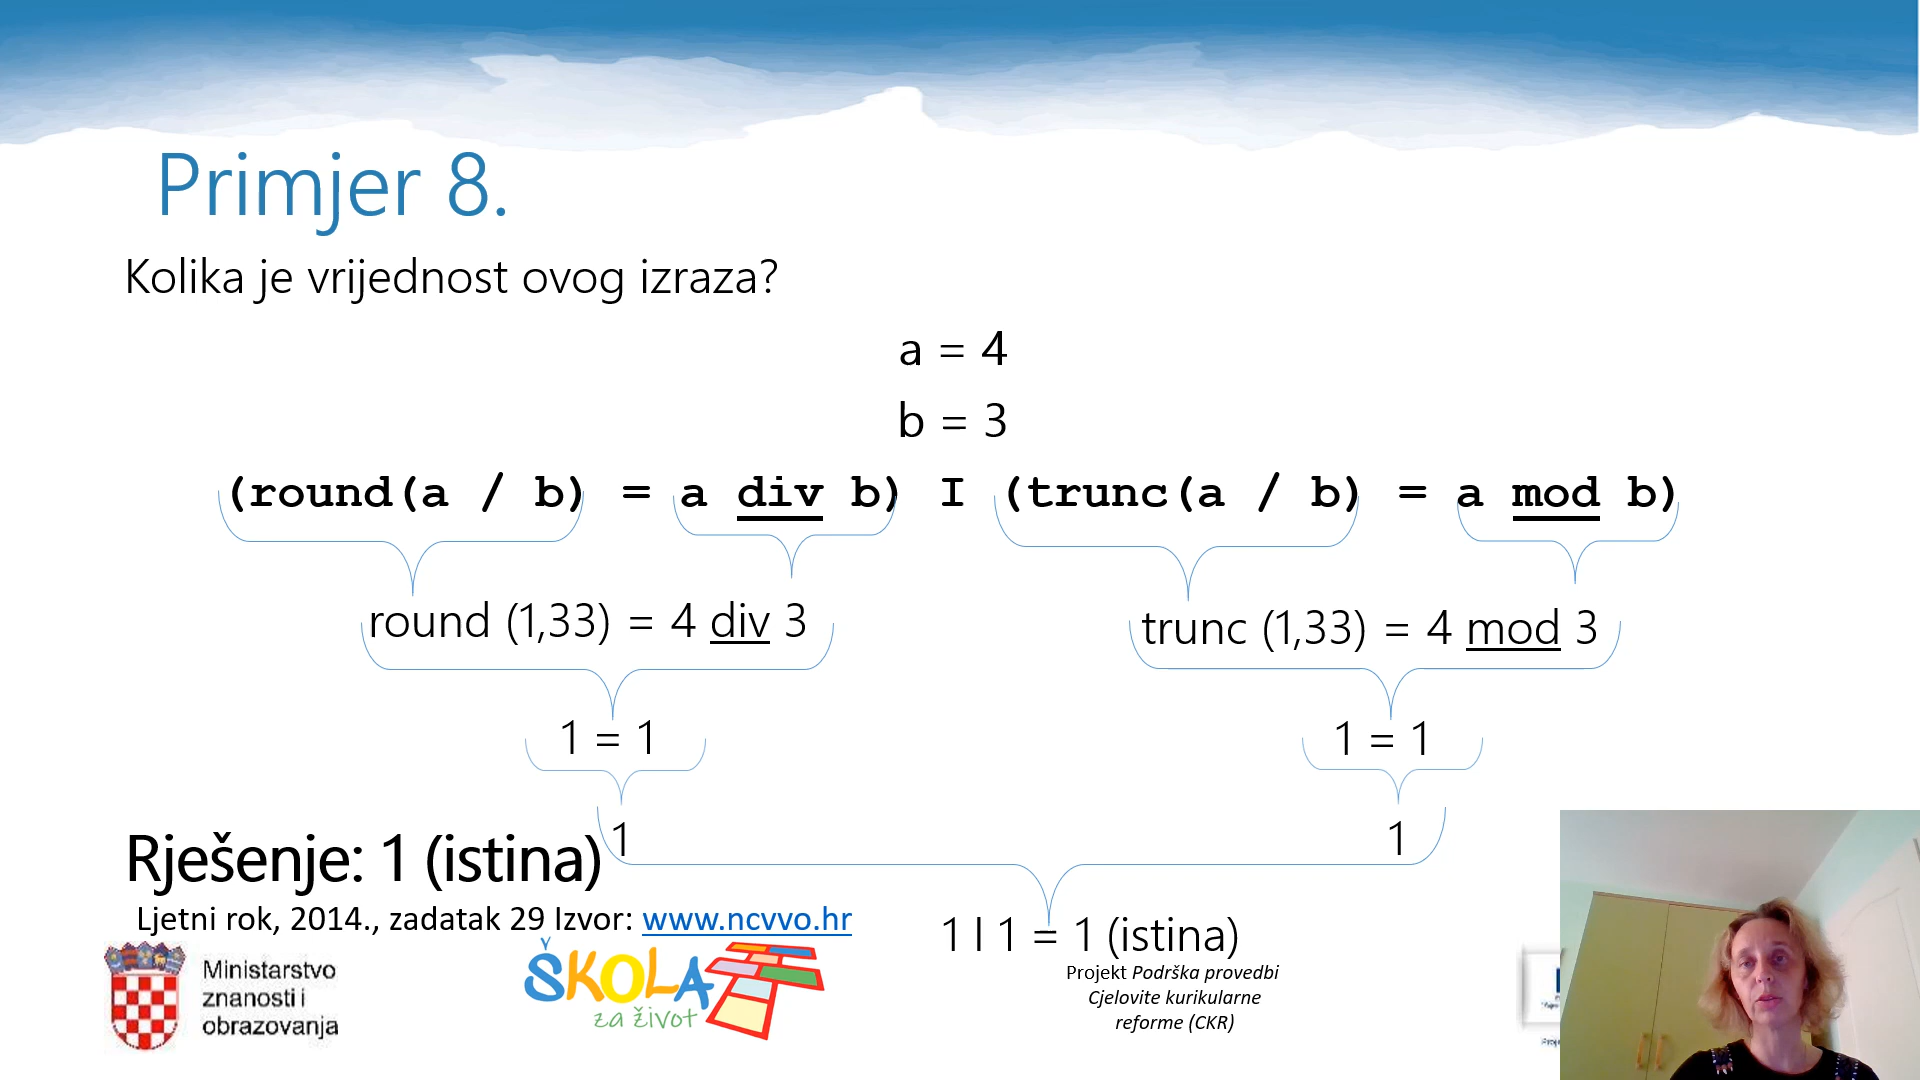 Primjer 8.
Kolika je vrijednost ovog izraza?
a = 4
b = 3
(round(a / b) = a div b) I (trunc(a / b) = a mod b)
round (1,33) = 4 div 3
trunc (1,33) = 4 mod 3
1 = 1
1 = 1
1
1
Rješenje: 1 (istina)
Ljetni rok, 2014., zadatak 29 Izvor: www.ncvvo.hr
1 I 1 = 1 (istina)
Ministarstvo
znanosti i
obrazovanja
ŠKOLA
za život
Projekt Podrška provedbi
Cjelovite kurikularne
reforme (CKR)